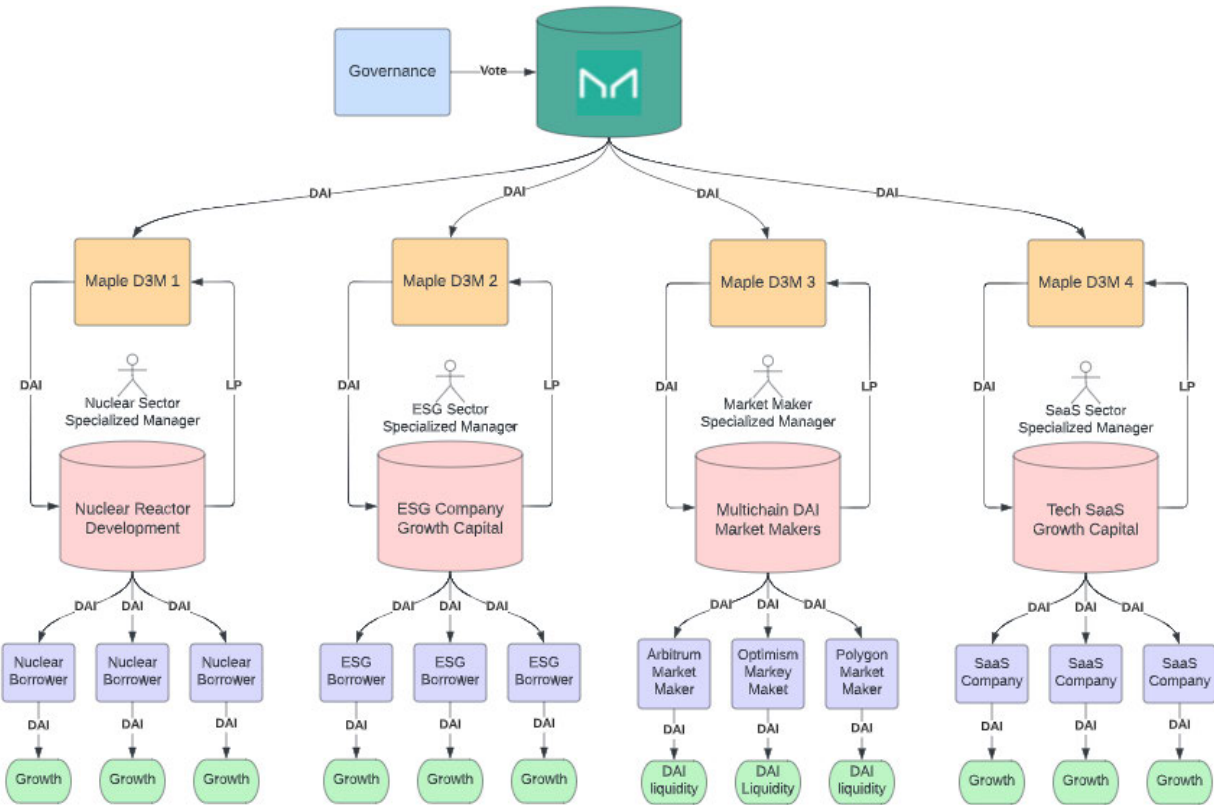 Governance
Vote
DAI
DAI
DAI
DAI
Maple D3M 1
Maple D3M 2
Maple D3M 3
Maple D3M 4
DAI
LP
DAI
LP
DAI
LP
DAI
LP
Nuclear Sector
Specialized Manager
ESG Sector
Specialized Manager
Market Maker
Specialized Manager
SaaS Sector
Specialized Manager
Nuclear Reactor
Development
ESG Company
Growth Capital
Multichain DAI
Market Makers
Tech SaaS
Growth Capital
DAI
DAI
DAI
DAI
DAI
DAI
DAI
DAI
DAI
DAI
DAI
DAI
Nuclear
Borrower
Nuclear
Borrower
Nuclear
Borrower
ESG
Borrower
ESG
Borrower
ESG
Borrower
Arbitrum
Market
Maker
Optimism
Markey
Maket
Polygon
Market
Maker
SaaS
Company
SaaS
Company
SaaS
Company
DAI
DAI
DAI
DAI
DAI
DAI
DAI
DAI
DAI
DAI
DAI
DAI
Growth
Growth
Growth
Growth
Growth
Growth
DAI
liquidity
DAI
Liquidity
DAI
liquidity
Growth
Growth
Growth